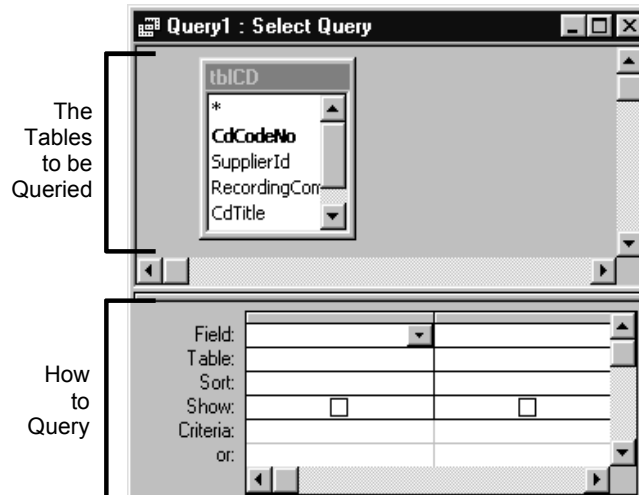 Query1 : Select Query
The
Tables
to be
Queried
tblCD
*
CdCodeNo
SupplierId
RecordingCom
CdTitle
How
to
Query
Field:
Table:
Sort:
Show:
Criteria:
or: